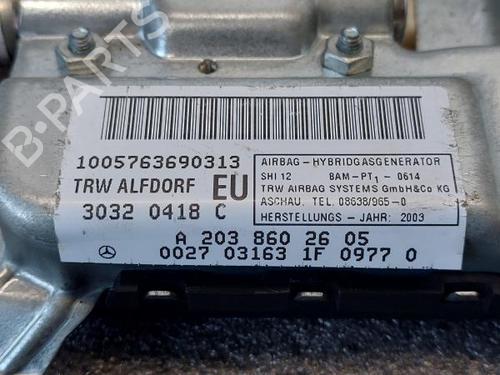 1005763690313
TRW ALFDORF EU
3032 0418 C
AIRBAG - HYBRIDGASGENERATOR
SHI 12 BAM-PT1 - 0614
TRW AIRBAG SYSTEMS GmbH&Co KG
ASCHAU. TEL. 08638/965-0
HERSTELLUNGS - JAHR: 2003
A 203 860 26 05
0027 03163 1F 0977 0
B-PARTS